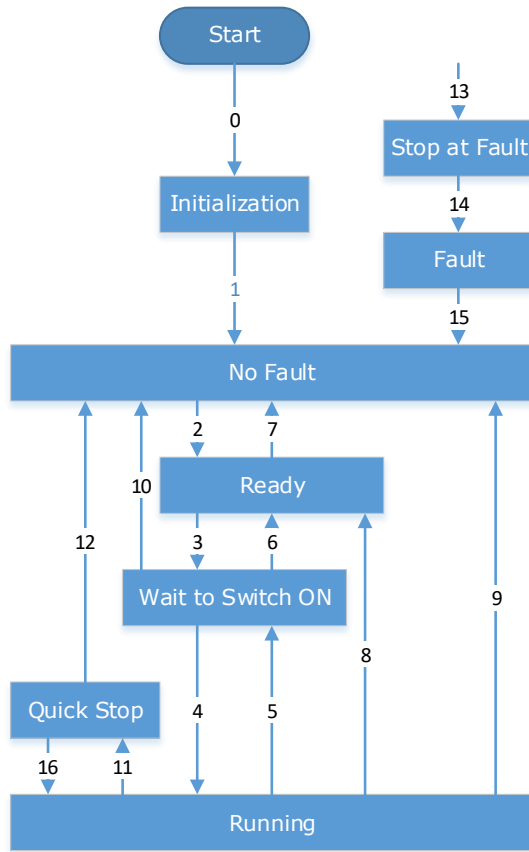 Start
13
0
Stop at Fault
Initialization
14
Fault
1
15
No Fault
2
7
10
Ready
12
3
6
Wait to Switch ON
9
8
Quick Stop
4
5
16
11
Running